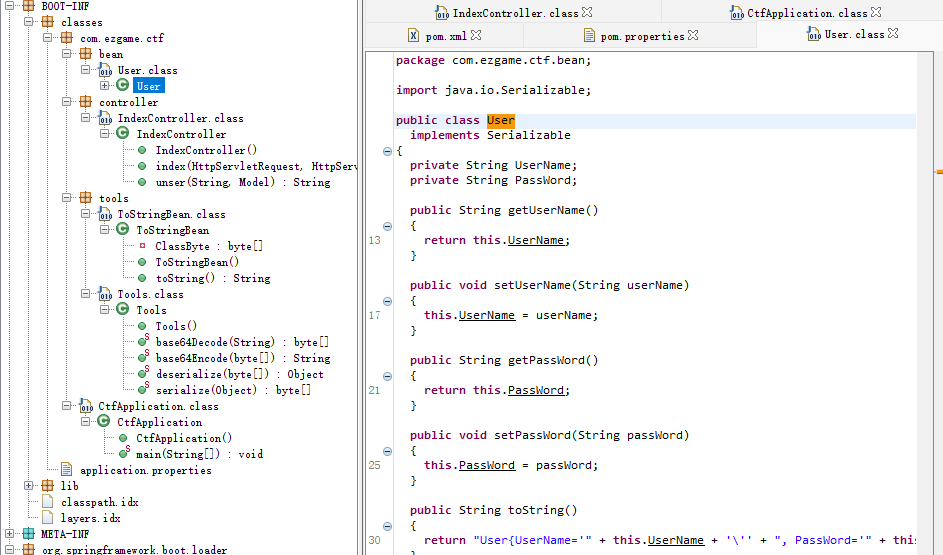 BOOT-INF
classes
com.ezgame.ctf
bean
User.class
User
controller
IndexController.class
IndexController
IndexController()
index(HttpServletRequest, HttpServ
unser(String, Model) : String
tools
ToStringBean.class
ToStringBean
ClassByte : byte[]
ToStringBean()
toString() : String
Tools.class
Tools
Tools()
base64Decode(String) : byte[]
base64Encode(byte[]) : String
deserialize(byte[]) : Object
serialize(Object) : byte[]
CtfApplication.class
CtfApplication
CtfApplication()
main(String[]) : void
application.properties
lib
classpath.idx
layers.idx
META-INF
org.springframework.boot.loader
IndexController.class CtfApplication.class
pom.xml pom.properties User.class
package com.ezgame.ctf.bean;
import java.io.Serializable;
public class User
implements Serializable
{
private String UserName;
private String PassWord;
public String getUserName()
{
13 return this.UserName;
}
public void setUserName(String userName)
{
17 this.UserName = userName;
}
public String getPassWord()
{
21 return this.PassWord;
}
public void setPassWord(String passWord)
{
25 this.PassWord = passWord;
}
public String toString()
{
30 return "User{UserName='" + this.UserName + '\'' + ", PassWord='" + this
}